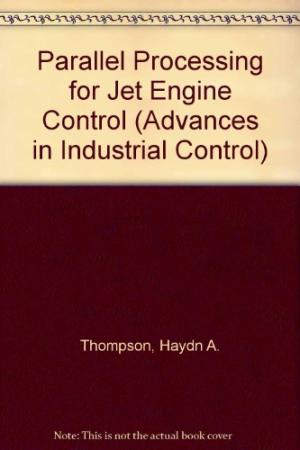 Parallel Processing
for Jet Engine
Control (Advances
in Industrial Control)
Thompson, Haydn A.
Note: This is not the actual book cover